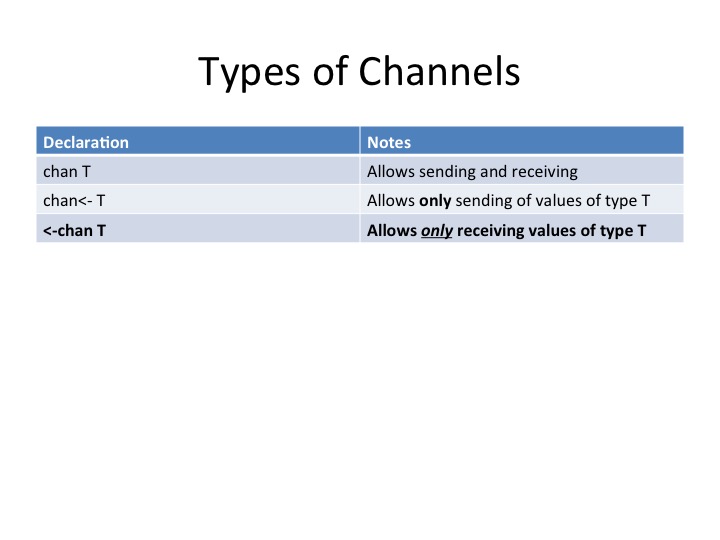 Types of Channels
Declaration Notes
chan T Allows sending and receiving
chan<- T Allows only sending of values of type T
<-chan T Allows only receiving values of type T